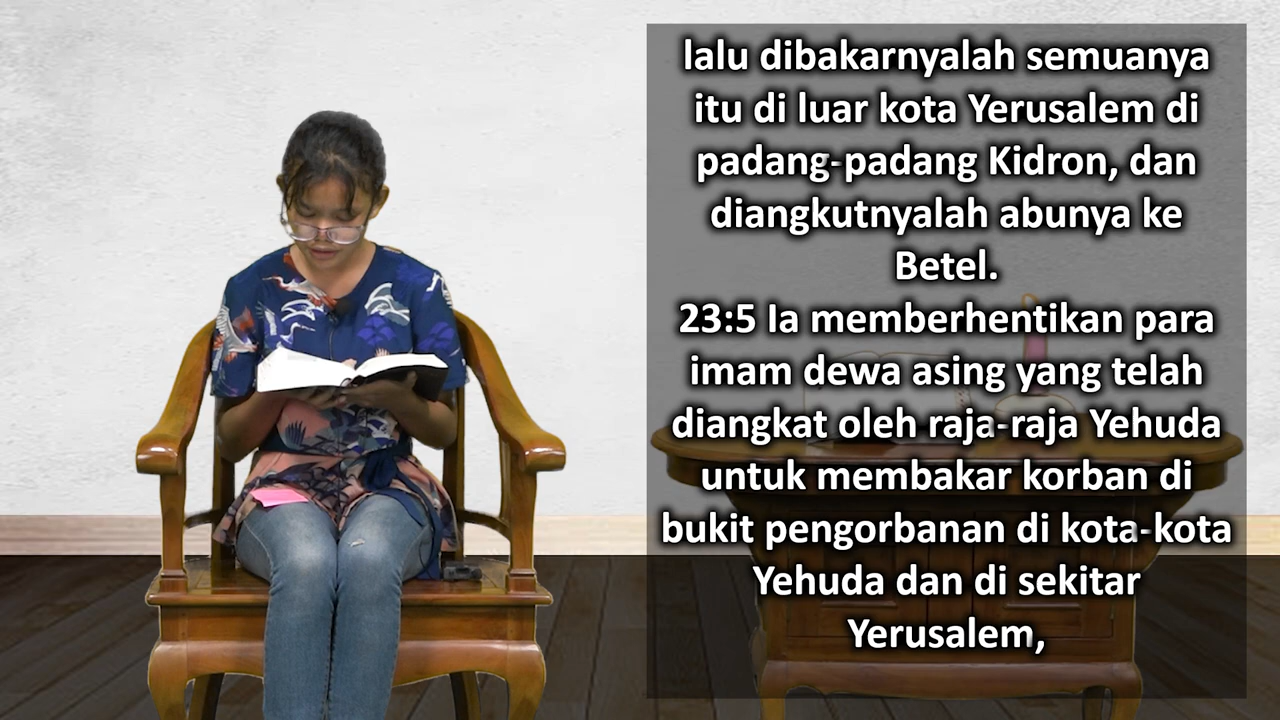 lalu dibakarnyalah semuanya
itu di luar kota Yerusalem di
padang-padang Kidron, dan
diangkutnyalah abunya ke
Betel.
23:5 Ia memberhentikan para
imam dewa asing yang telah
diangkat oleh raja-raja Yehuda
untuk membakar korban di
bukit pengorbanan di kota-kota
Yehuda dan di sekitar
Yerusalem,